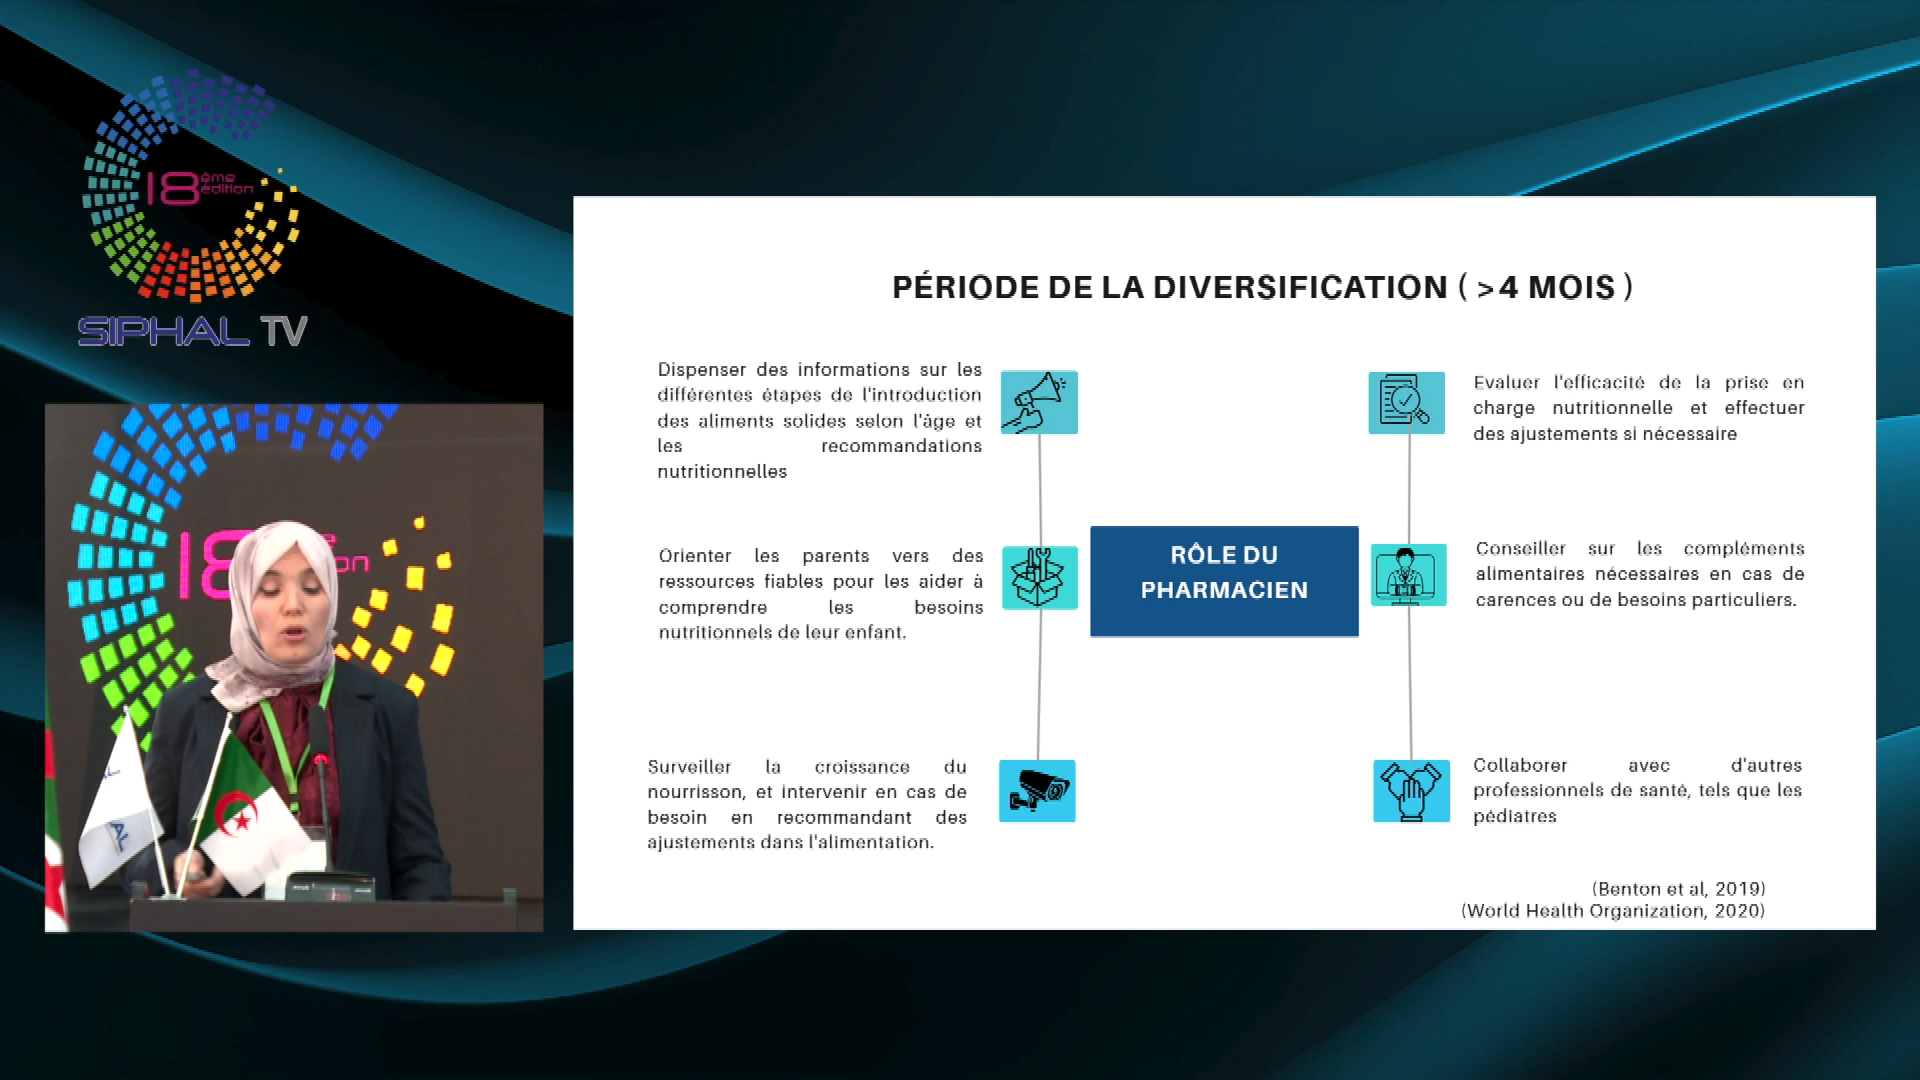 18 ème édition
SIPHAL TV
PÉRIODE DE LA DIVERSIFICATION ( >4 MOIS )
Dispenser des informations sur les
différentes étapes de l'introduction
des aliments solides selon l'âge et
les recommandations
nutritionnelles
Orienter les parents vers des
ressources fiables pour les aider à
comprendre les besoins
nutritionnels de leur enfant.
Surveiller la croissance du
nourrisson, et intervenir en cas de
besoin en recommandant des
ajustements dans l'alimentation.
RÔLE DU
PHARMACIEN
Evaluer l'efficacité de la prise en
charge nutritionnelle et effectuer
des ajustements si nécessaire
Conseiller sur les compléments
alimentaires nécessaires en cas de
carences ou de besoins particuliers.
Collaborer avec d'autres
professionnels de santé, tels que les
pédiatres
(Benton et al, 2019)
(World Health Organization, 2020)